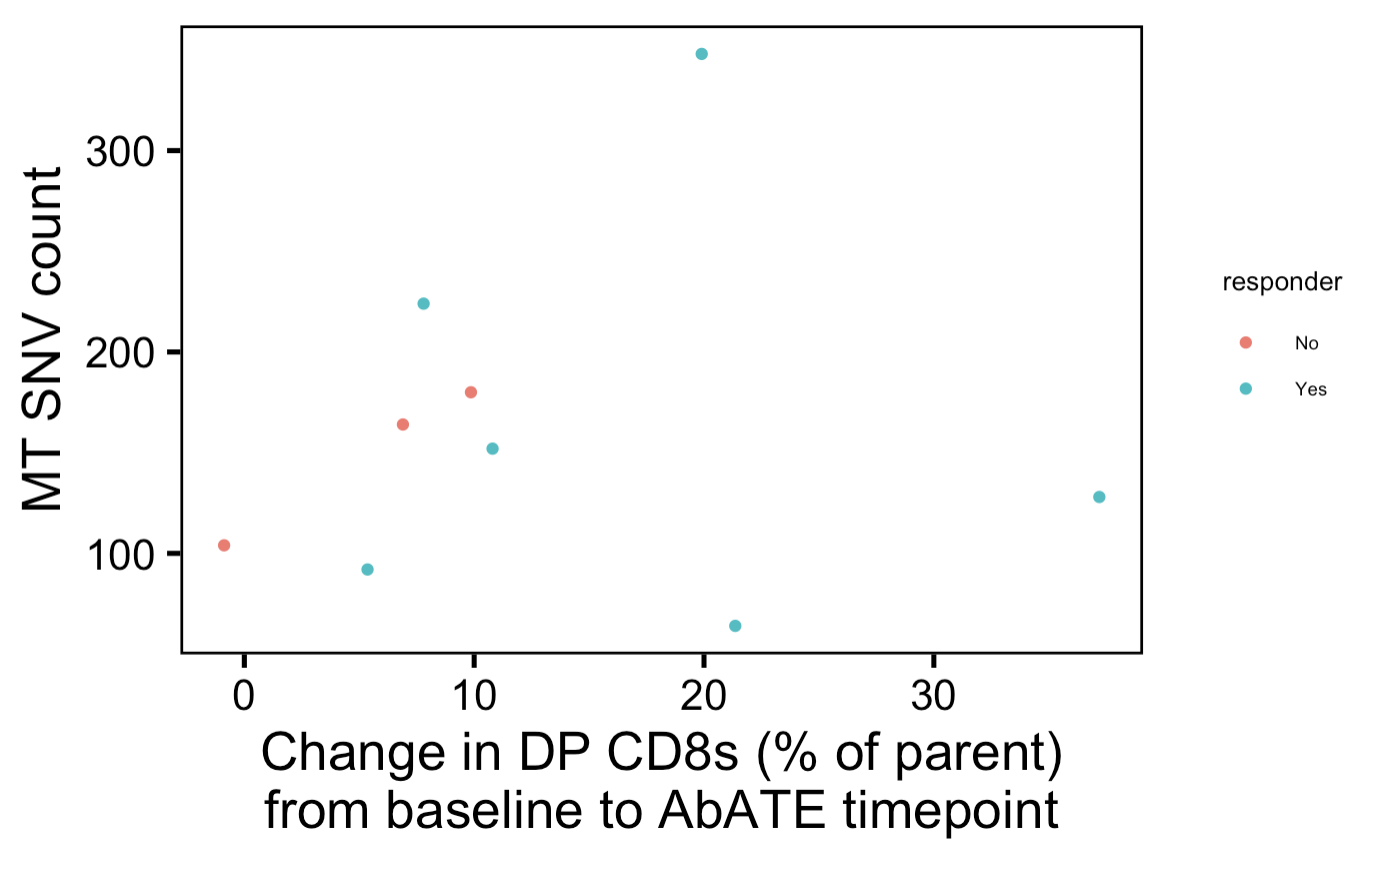 MT SNV count
300
200
100
0 10 20 30
Change in DP CD8s (% of parent)
from baseline to AbATE timepoint
responder
No
Yes